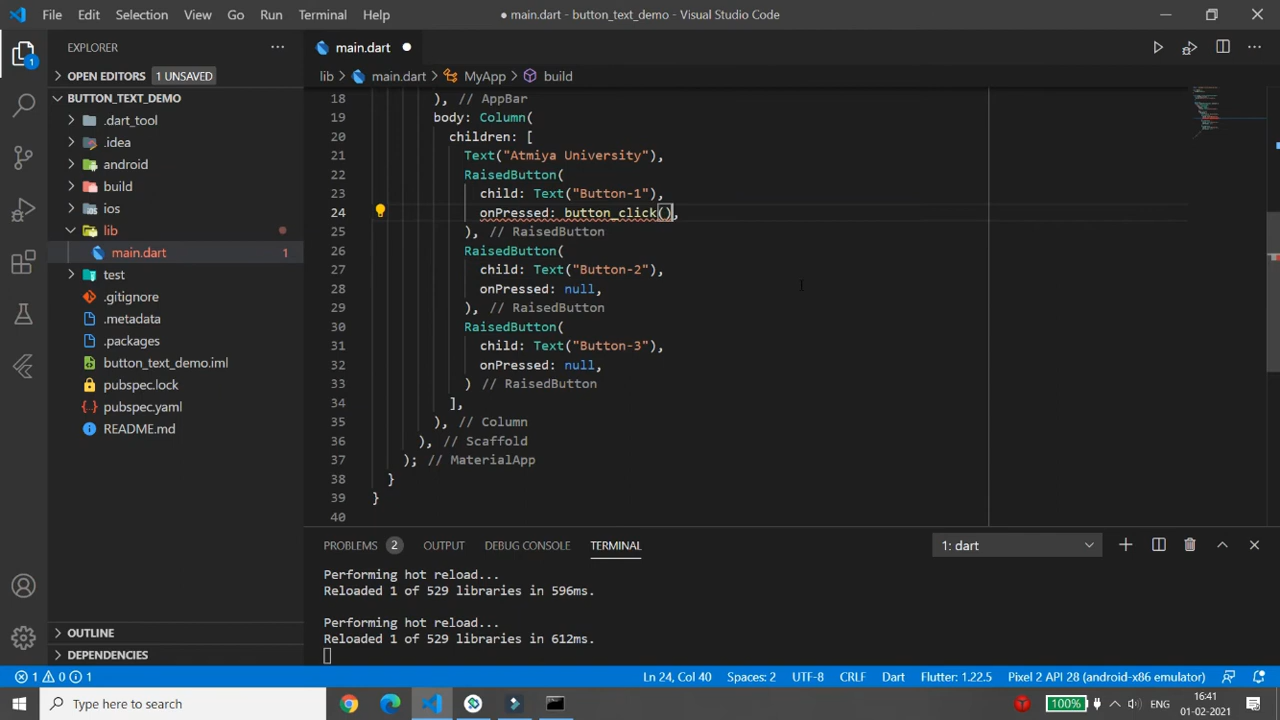 File Edit Selection View Go Run Terminal Help
● main.dart - button_text_demo - Visual Studio Code
EXPLORER
OPEN EDITORS 1 UNSAVED
BUTTON_TEXT_DEMO
.dart_tool
.idea
android
build
ios
lib
main.dart 1
test
.gitignore
.metadata
.packages
button_text_demo.iml
pubspec.lock
pubspec.yaml
README.md
OUTLINE
DEPENDENCIES
1
main.dart ●
lib > main.dart > MyApp > build
18 ), // AppBar
19 body: Column(
20 children: [
21 Text("Atmiya University"),
22 RaisedButton(
23 child: Text("Button-1"),
24 onPressed: button_click(),
25 ), // RaisedButton
26 RaisedButton(
27 child: Text("Button-2"),
28 onPressed: null,
29 ), // RaisedButton
30 RaisedButton(
31 child: Text("Button-3"),
32 onPressed: null,
33 ) // RaisedButton
34 ],
35 ), // Column
36 ), // Scaffold
37 ); // MaterialApp
38 }
39 }
40
PROBLEMS 2 OUTPUT DEBUG CONSOLE TERMINAL 1: dart
Performing hot reload...
Reloaded 1 of 529 libraries in 596ms.
Performing hot reload...
Reloaded 1 of 529 libraries in 612ms.
1 0 1 Ln 24, Col 40 Spaces: 2 UTF-8 CRLF Dart Flutter: 1.22.5 Pixel 2 API 28 (android-x86 emulator)
Type here to search 100% ENG 16:41
01-02-2021